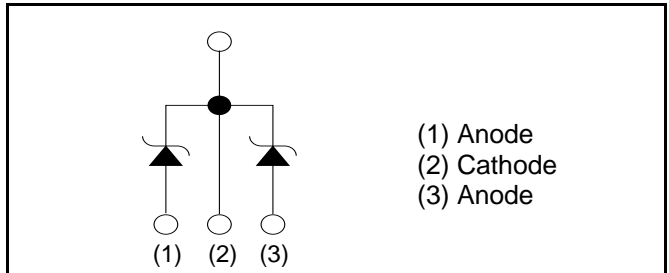 (1) Anode
(2) Cathode
(3) Anode
(1) (2) (3)